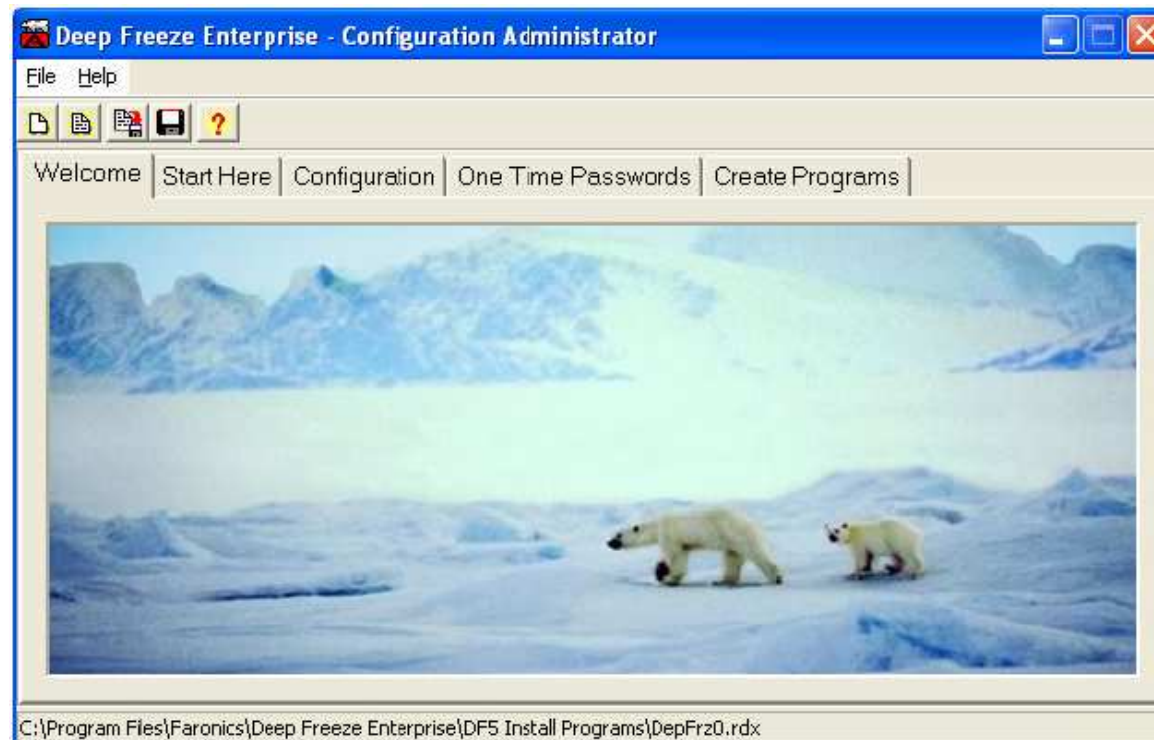 Deep Freeze Enterprise - Configuration Administrator
File Help
?
Welcome Start Here Configuration One Time Passwords Create Programs
C:\Program Files\Faronics\Deep Freeze Enterprise\DF5 Install Programs\DepFrz0.rdx